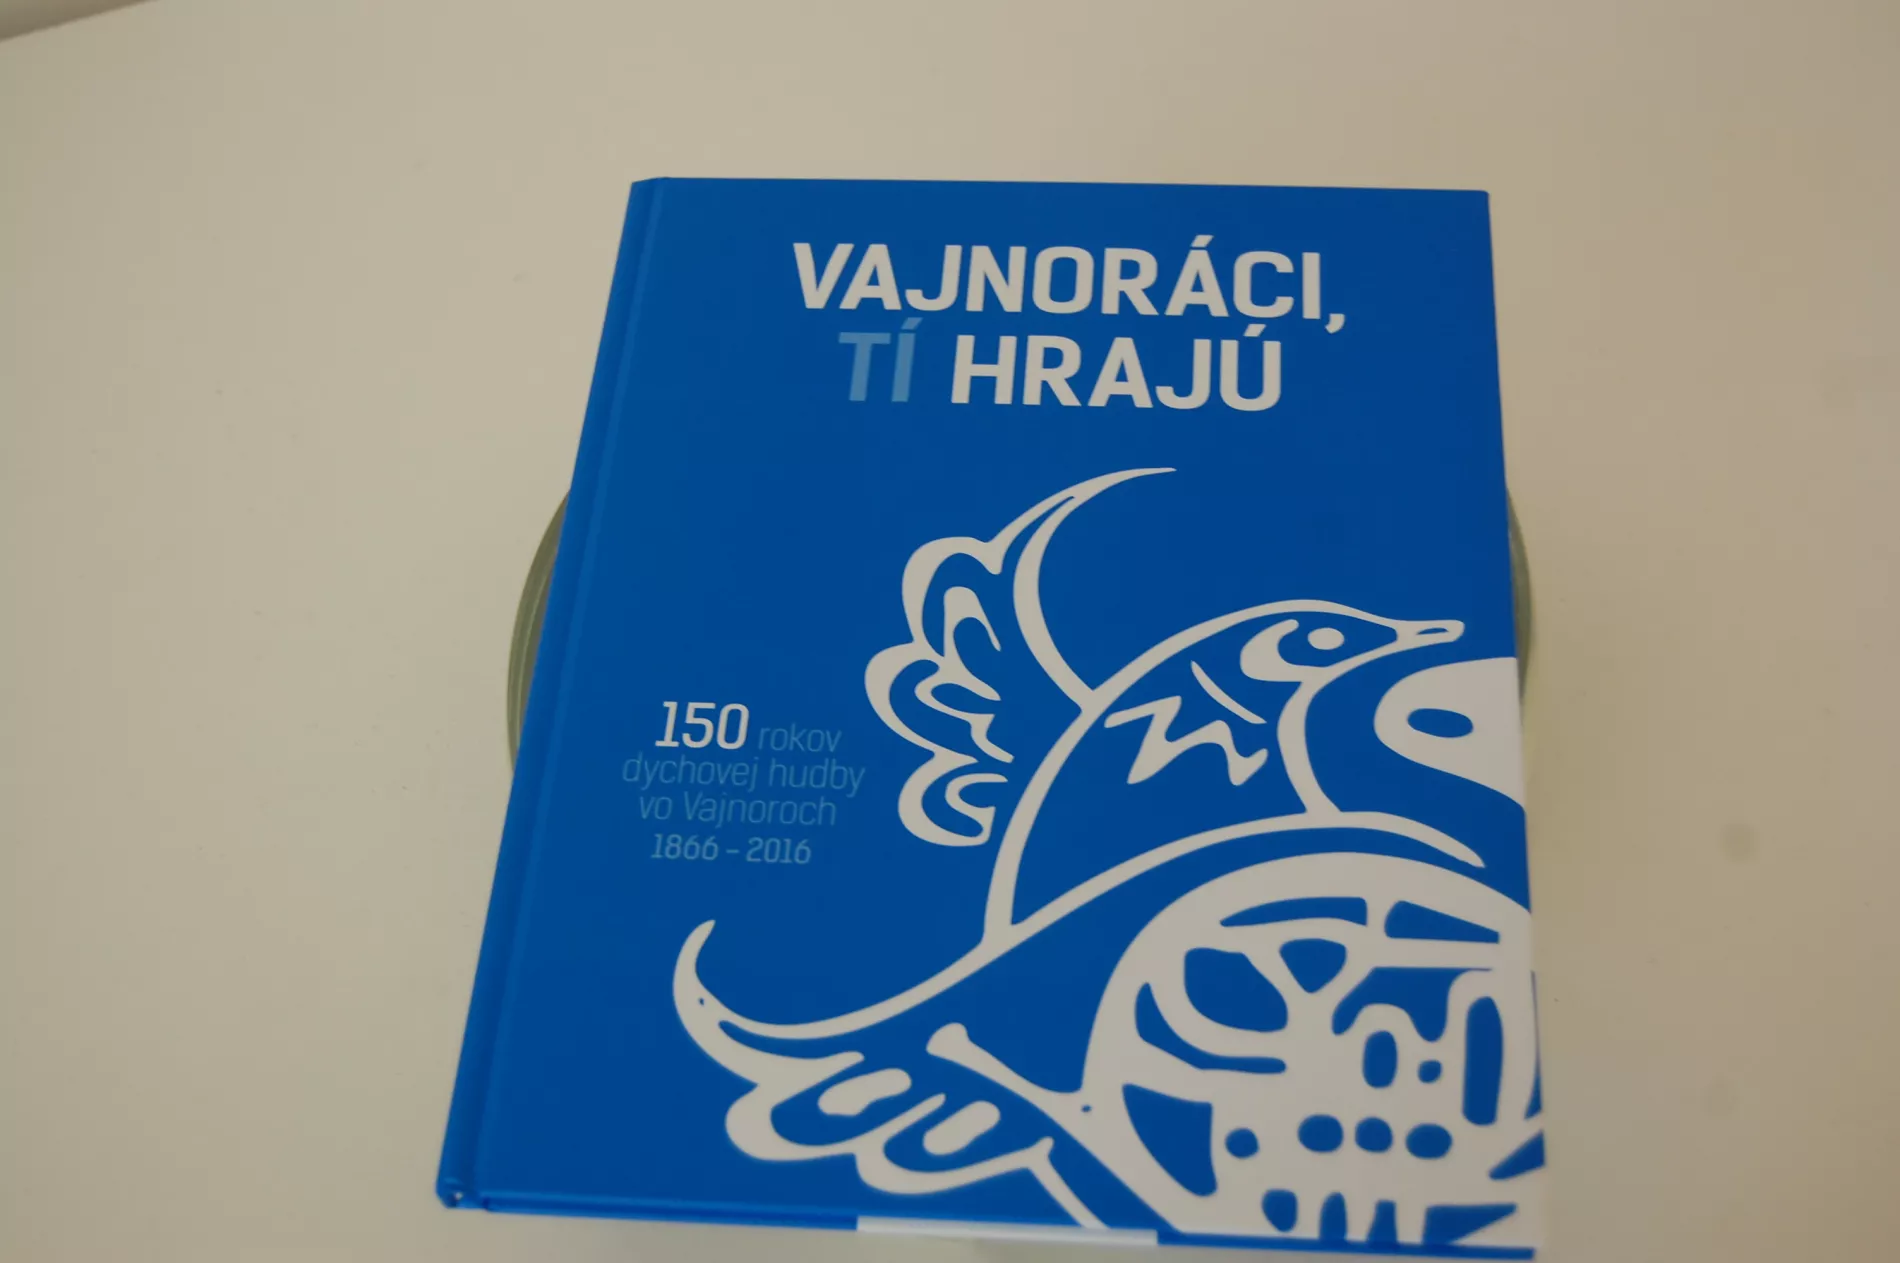 VAJNORÁCI,
TÍ HRAJÚ
150 rokov
dychovej hudby
vo Vajnoroch
1866 – 2016